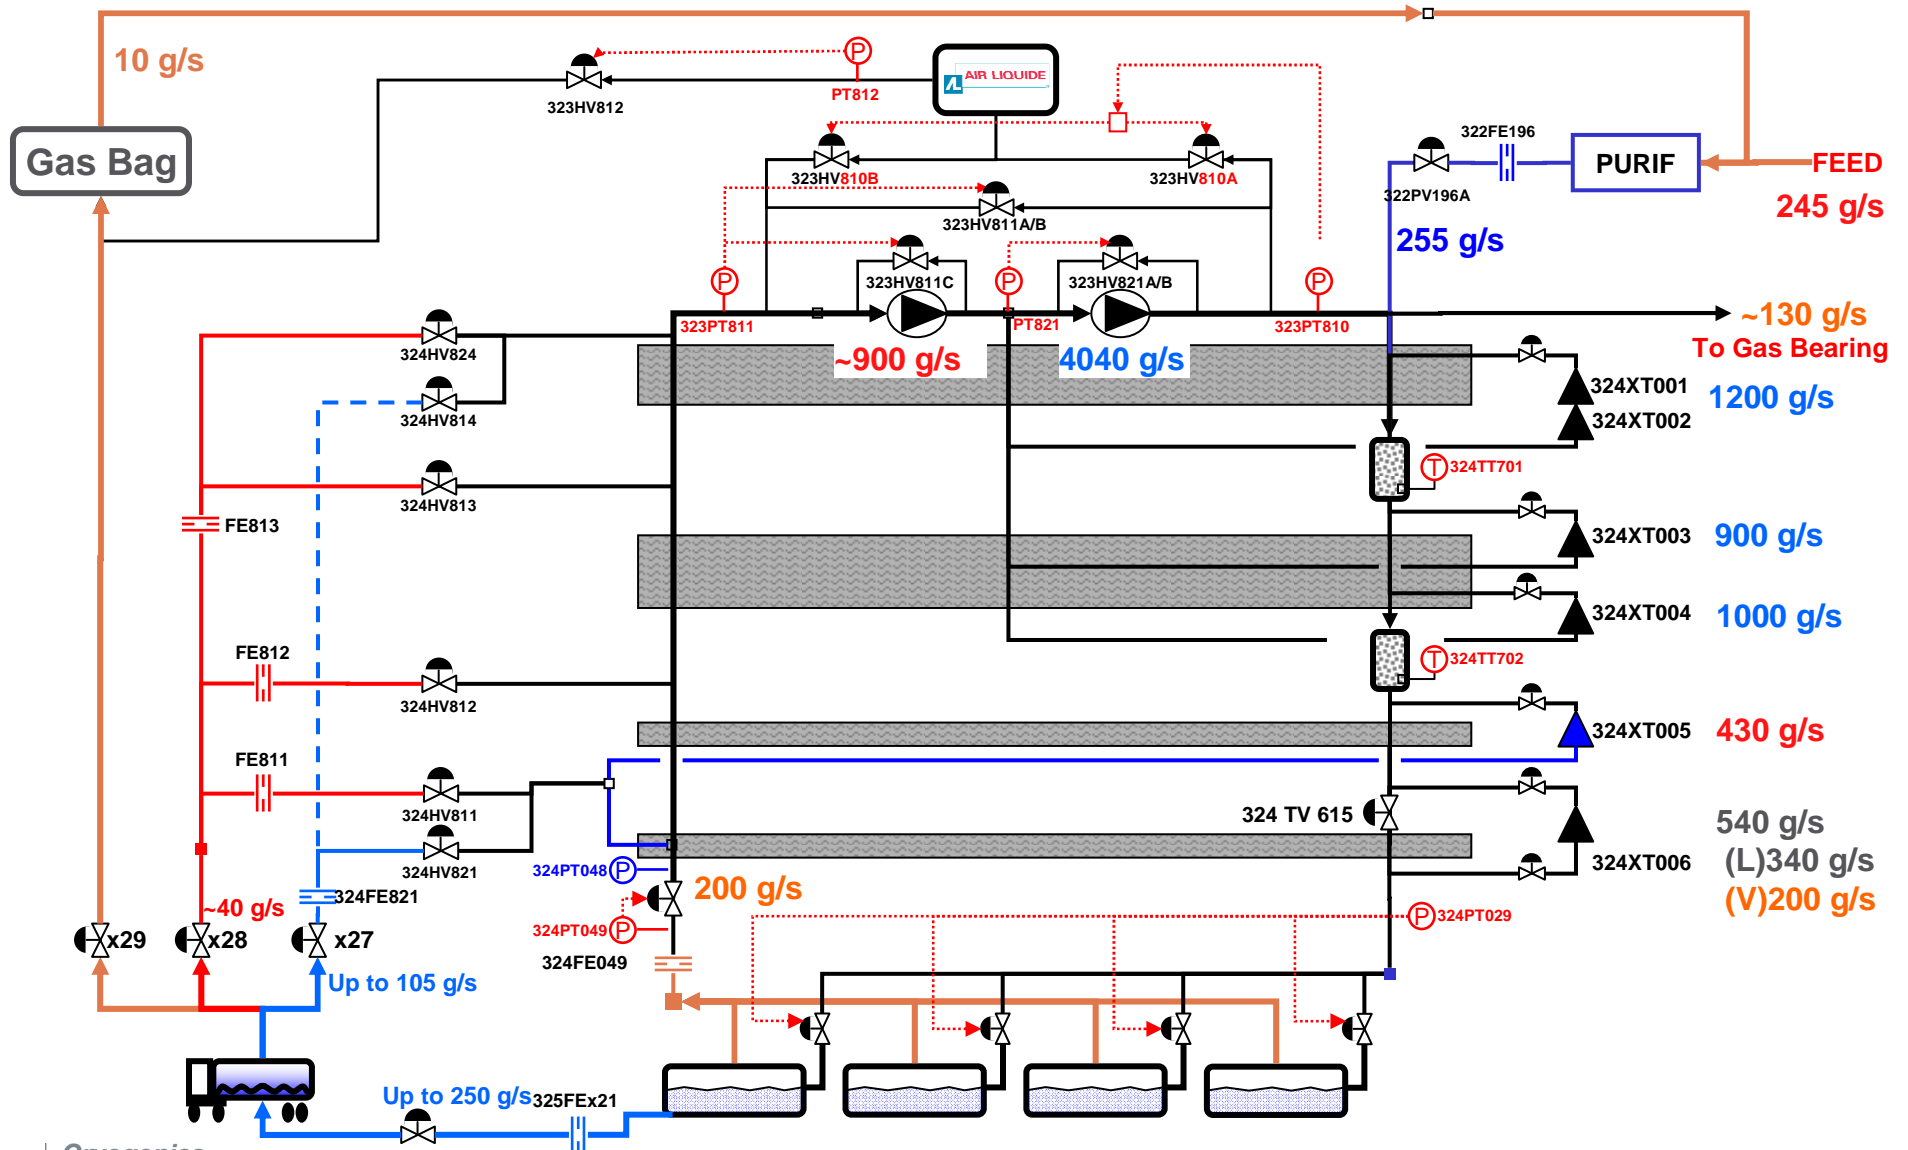 10 g/s
P
AIR LIQUIDE
PT812
323HV812
322FE196
Gas Bag
PURIF
FEED
323HV810B
323HV810A
322PV196A
245 g/s
323HV811A/B
255 g/s
P
323HV811C
P
323HV821A/B
P
323PT811
PT821
323PT810
~130 g/s
To Gas Bearing
324HV824
~900 g/s
4040 g/s
324XT001
1200 g/s
324HV814
324XT002
T
324TT701
324HV813
FE813
324XT003
900 g/s
324XT004
1000 g/s
FE812
T
324TT702
324HV812
324XT005
430 g/s
FE811
324HV811
324 TV 615
540 g/s
324HV821
324XT006
(L)340 g/s
324PT048
P
324FE821
200 g/s
(V)200 g/s
~40 g/s
P
324PT029
x29
x28
x27
324PT049
P
324FE049
Up to 105 g/s
Up to 250 g/s
325FEx21
Cryogenics